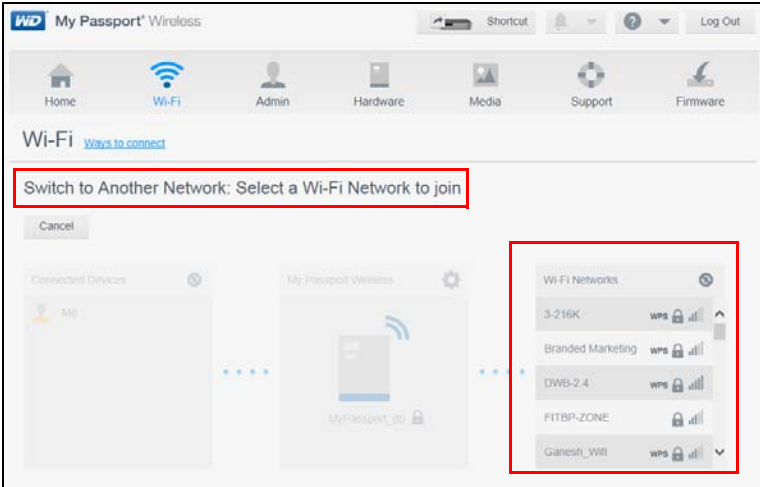 WD My Passport® Wireless
Shortcut
?
Log Out
Home
Wi-Fi
Admin
Hardware
Media
Support
Firmware
Wi-Fi Ways to connect
Switch to Another Network: Select a Wi-Fi Network to join
Cancel
Connected Devices
Me
My Passport Wireless
MyPassport_d0
Wi-Fi Networks
3-216K WPS
Branded Marketing WPS
DWB-2.4 WPS
FITBP-ZONE
Ganesh_Wifi WPS